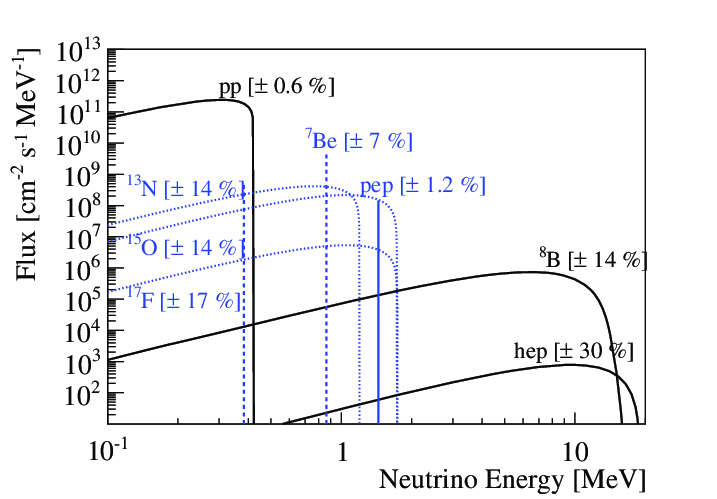 Flux [cm⁻² s⁻¹ MeV⁻¹]
10¹³
10¹²
10¹¹
10¹⁰
10⁹
10⁸
10⁷
10⁶
10⁵
10⁴
10³
10²
pp [± 0.6 %]
⁷Be [± 7 %]
¹³N [± 14 %]
pep [± 1.2 %]
¹⁵O [± 14 %]
⁸B [± 14 %]
¹⁷F [± 17 %]
hep [± 30 %]
10⁻¹
1
10
Neutrino Energy [MeV]